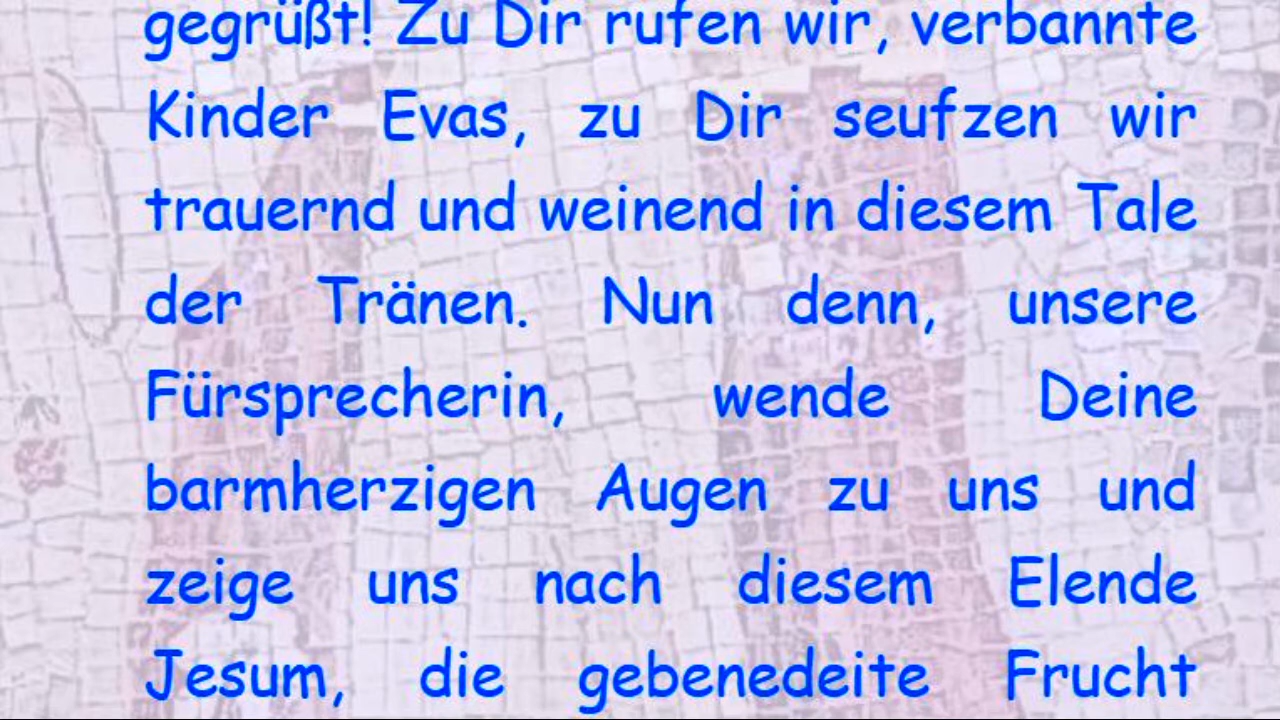 gegrüßt! Zu Dir rufen wir, verbannte
Kinder Evas, zu Dir seufzen wir
trauernd und weinend in diesem Tale
der Tränen. Nun denn, unsere
Fürsprecherin, wende Deine
barmherzigen Augen zu uns und
zeige uns nach diesem Elende
Jesum, die gebenedeite Frucht